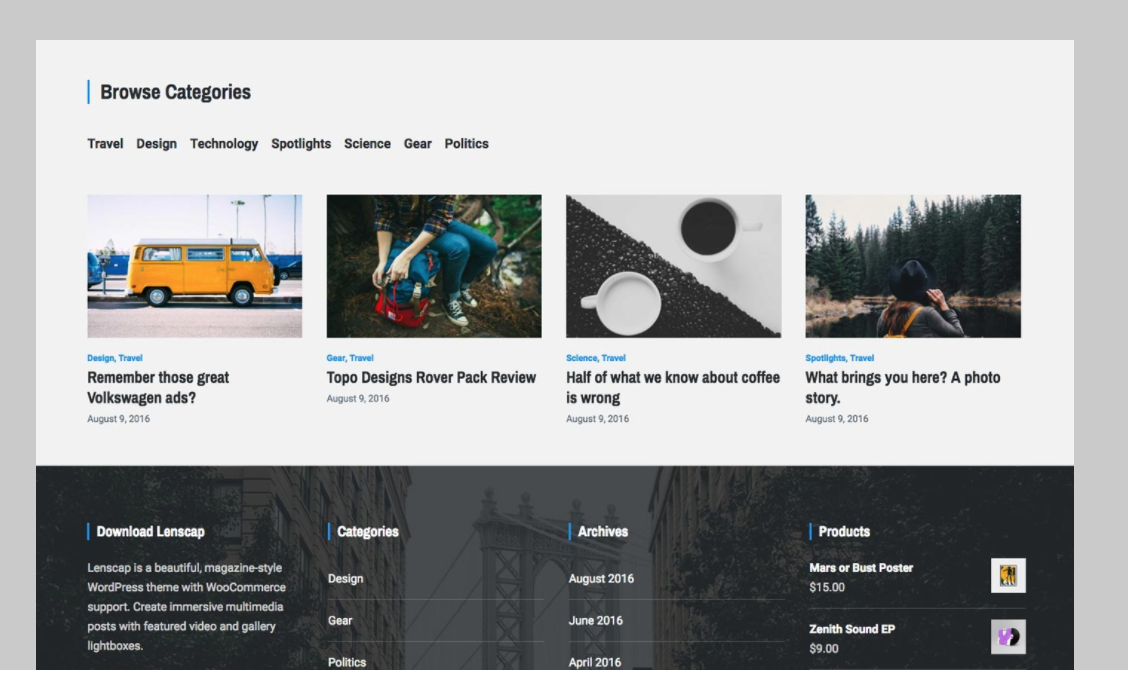 Browse Categories
Travel Design Technology Spotlights Science Gear Politics
Design, Travel
Remember those great
Volkswagen ads?
August 9, 2016
Gear, Travel
Topo Designs Rover Pack Review
August 9, 2016
Science, Travel
Half of what we know about coffee
is wrong
August 9, 2016
Spotlights, Travel
What brings you here? A photo
story.
August 9, 2016
Download Lenscap
Lenscap is a beautiful, magazine-style
WordPress theme with WooCommerce
support. Create immersive multimedia
posts with featured video and gallery
lightboxes.
Categories
Design
Gear
Politics
Archives
August 2016
June 2016
April 2016
Products
Mars or Bust Poster
$15.00
Zenith Sound EP
$9.00